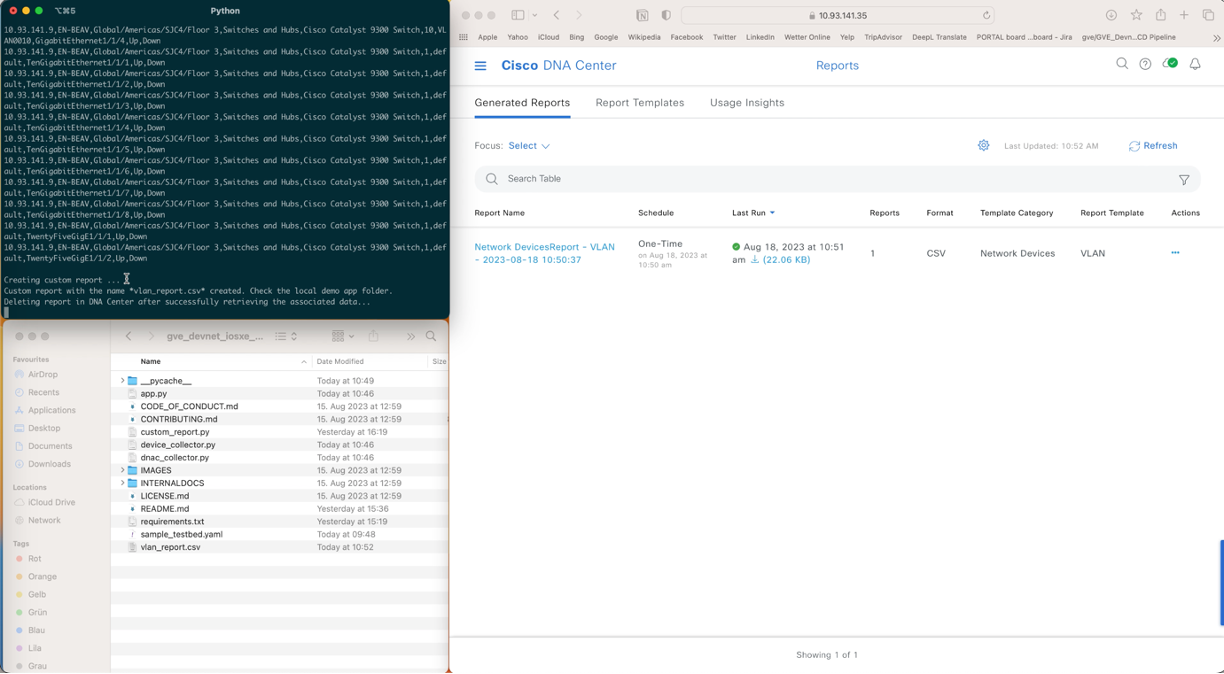 ⌥⌘5
Python
10.93.141.9,EN-BEAV,Global/Americas/SJC4/Floor 3,Switches and Hubs,Cisco Catalyst 9300 Switch,10,VL
AN0010,GigabitEthernet1/1/4,Up,Down
10.93.141.9,EN-BEAV,Global/Americas/SJC4/Floor 3,Switches and Hubs,Cisco Catalyst 9300 Switch,1,def
ault,TenGigabitEthernet1/1/1,Up,Down
10.93.141.9,EN-BEAV,Global/Americas/SJC4/Floor 3,Switches and Hubs,Cisco Catalyst 9300 Switch,1,def
ault,TenGigabitEthernet1/1/2,Up,Down
10.93.141.9,EN-BEAV,Global/Americas/SJC4/Floor 3,Switches and Hubs,Cisco Catalyst 9300 Switch,1,def
ault,TenGigabitEthernet1/1/3,Up,Down
10.93.141.9,EN-BEAV,Global/Americas/SJC4/Floor 3,Switches and Hubs,Cisco Catalyst 9300 Switch,1,def
ault,TenGigabitEthernet1/1/4,Up,Down
10.93.141.9,EN-BEAV,Global/Americas/SJC4/Floor 3,Switches and Hubs,Cisco Catalyst 9300 Switch,1,def
ault,TenGigabitEthernet1/1/5,Up,Down
10.93.141.9,EN-BEAV,Global/Americas/SJC4/Floor 3,Switches and Hubs,Cisco Catalyst 9300 Switch,1,def
ault,TenGigabitEthernet1/1/6,Up,Down
10.93.141.9,EN-BEAV,Global/Americas/SJC4/Floor 3,Switches and Hubs,Cisco Catalyst 9300 Switch,1,def
ault,TenGigabitEthernet1/1/7,Up,Down
10.93.141.9,EN-BEAV,Global/Americas/SJC4/Floor 3,Switches and Hubs,Cisco Catalyst 9300 Switch,1,def
ault,TenGigabitEthernet1/1/8,Up,Down
10.93.141.9,EN-BEAV,Global/Americas/SJC4/Floor 3,Switches and Hubs,Cisco Catalyst 9300 Switch,1,def
ault,TwentyFiveGigE1/1/1,Up,Down
10.93.141.9,EN-BEAV,Global/Americas/SJC4/Floor 3,Switches and Hubs,Cisco Catalyst 9300 Switch,1,def
ault,TwentyFiveGigE1/1/2,Up,Down
Creating custom report ...
Custom report with the name *vlan_report.csv* created. Check the local demo app folder.
Deleting report in DNA Center after successfully retrieving the associated data...
gve_devnet_iosxe_...
Favourites
AirDrop
Recents
Applications
Desktop
Documents
Downloads
Locations
iCloud Drive
Network
Tags
Rot
Orange
Gelb
Grün
Blau
Lila
Grau
Name Date Modified Size
__pycache__ Today at 10:49
app.py Today at 10:46
CODE_OF_CONDUCT.md 15. Aug 2023 at 12:59
CONTRIBUTING.md 15. Aug 2023 at 12:59
custom_report.py Yesterday at 16:19
device_collector.py Today at 10:46
dnac_collector.py Today at 10:46
IMAGES 15. Aug 2023 at 12:59
INTERNALDOCS 15. Aug 2023 at 12:59
LICENSE.md 15. Aug 2023 at 12:59
README.md Yesterday at 15:36
requirements.txt Yesterday at 15:19
sample_testbed.yaml Today at 09:48
vlan_report.csv Today at 10:52
10.93.141.35
Apple Yahoo iCloud Bing Google Wikipedia Facebook Twitter LinkedIn Wetter Online Yelp TripAdvisor DeepL Translate PORTAL board ...board - Jira gve/GVE_Devn...CD Pipeline
Cisco DNA Center
Reports
Generated Reports Report Templates Usage Insights
Focus: Select
Last Updated: 10:52 AM Refresh
Search Table
Report Name Schedule Last Run Reports Format Template Category Report Template Actions
Network DevicesReport - VLAN
- 2023-08-18 10:50:37
One-Time
on Aug 18, 2023 at
10:50 am
Aug 18, 2023 at 10:51
am (22.06 KB)
1
CSV
Network Devices
VLAN
Showing 1 of 1